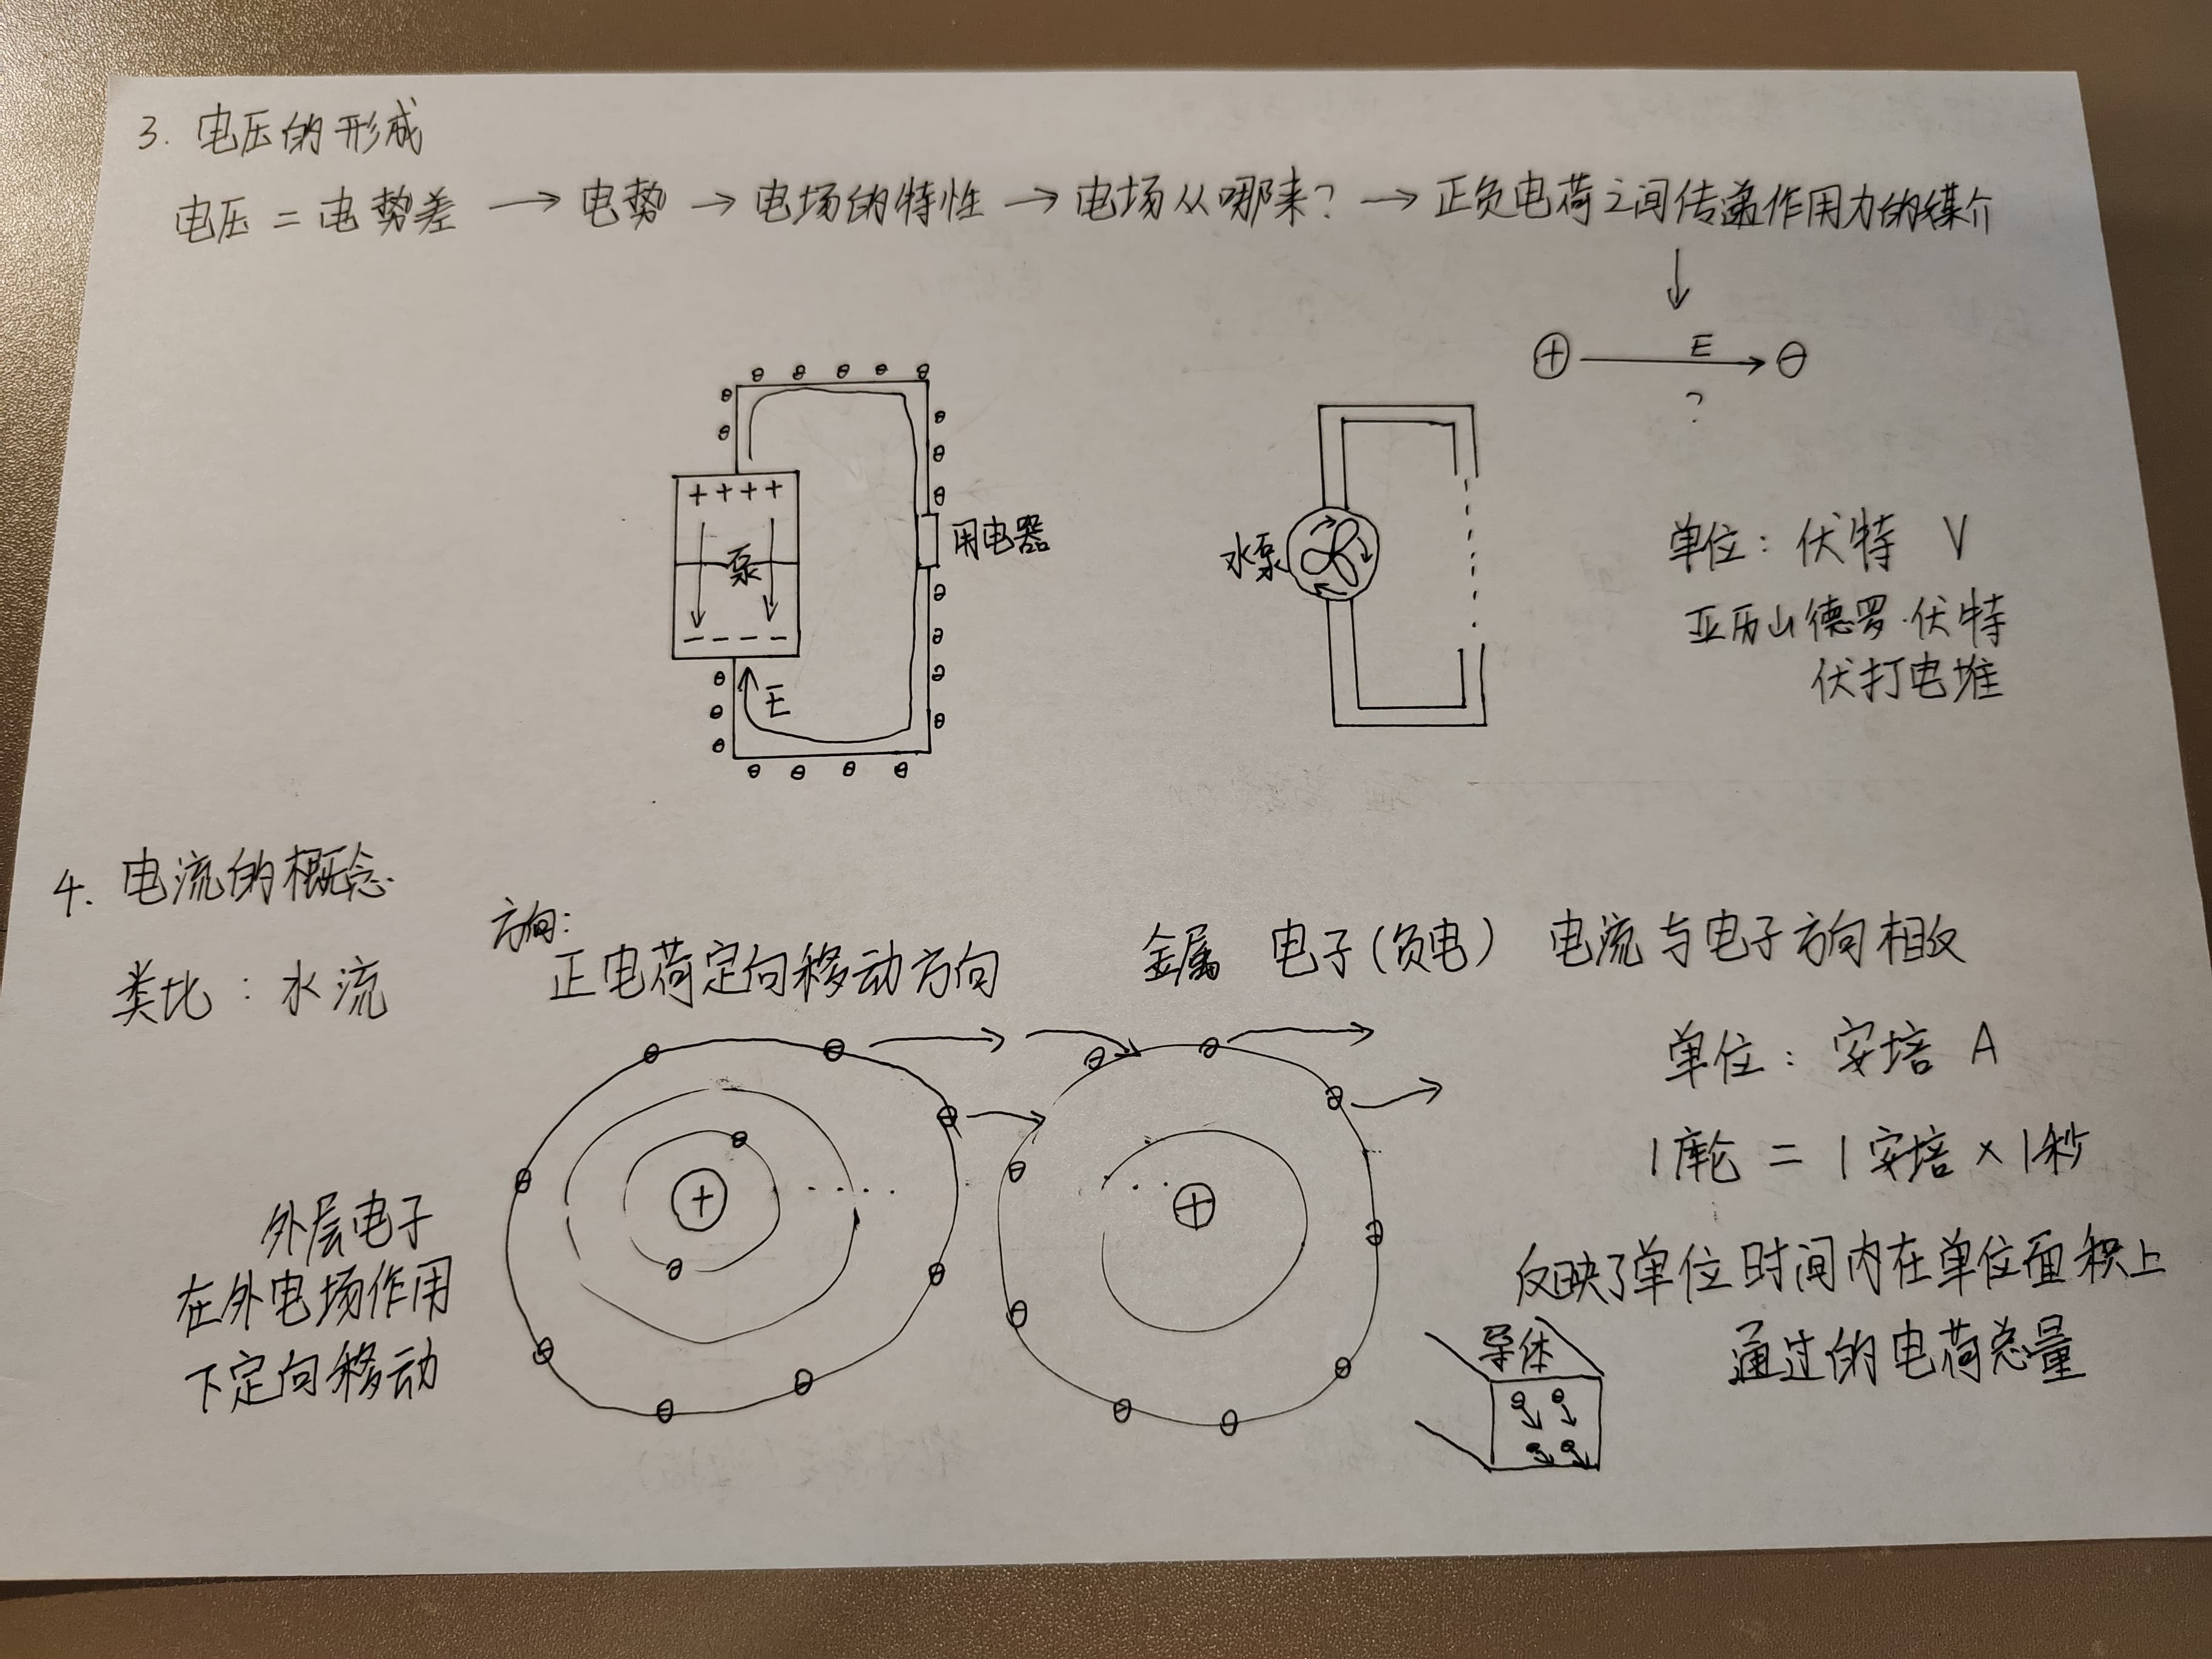 3. 电压的形成
电压 = 电势差 → 电势 → 电场的特性 → 电场从哪来? → 正负电荷之间传递作用力的媒介
↓
⊕ → ⊖
E
?
++++
泵
----
E
用电器
水泵
单位: 伏特 V
亚历山德罗·伏特
伏打电堆
4. 电流的概念.
类比: 水流
方向:
正电荷定向移动方向
金属 电子(负电) 电流与电子方向相反
单位: 安培 A
1库伦 = 1安培×1秒
反映了单位时间内在单位面积上
通过的电荷总量
外层电子
在外电场作用
下定向移动
导体